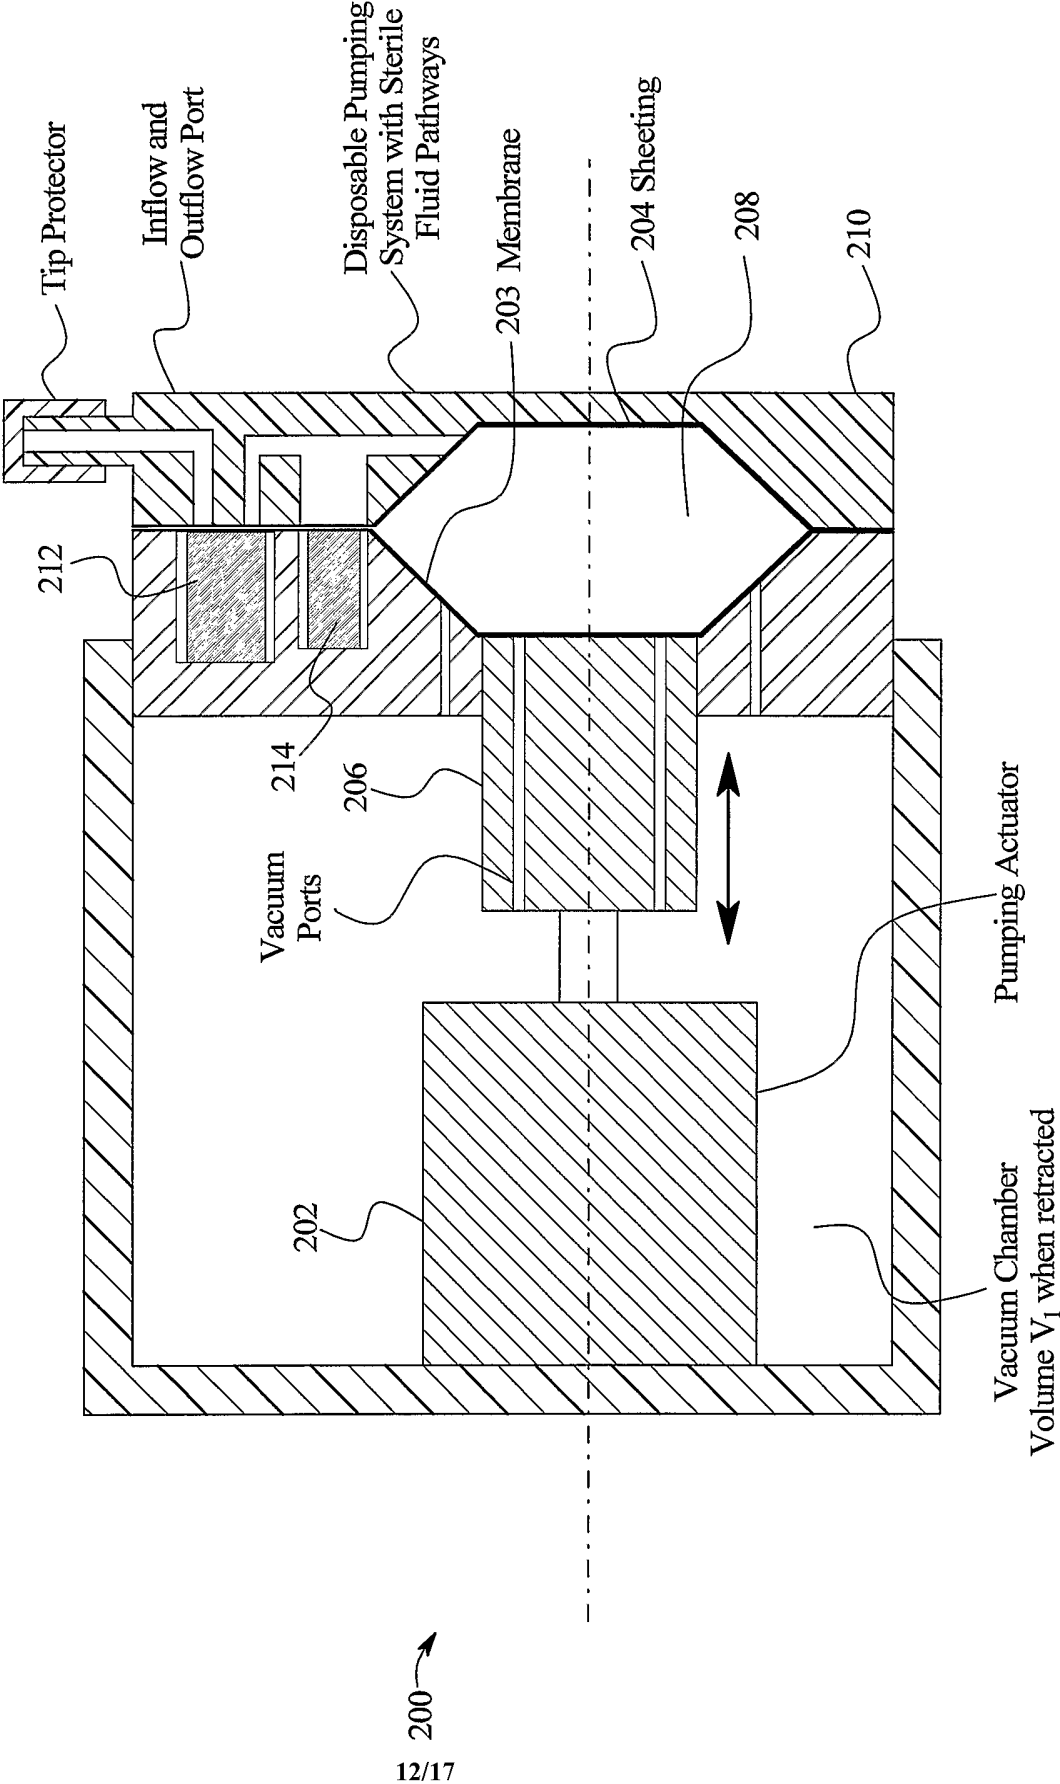 Tip Protector
Inflow and
Outflow Port
Disposable Pumping
System with Sterile
Fluid Pathways
203 Membrane
204 Sheeting
208
210
212
214
206
Vacuum
Ports
202
Pumping Actuator
Vacuum Chamber
Volume V1 when retracted
200
12/17